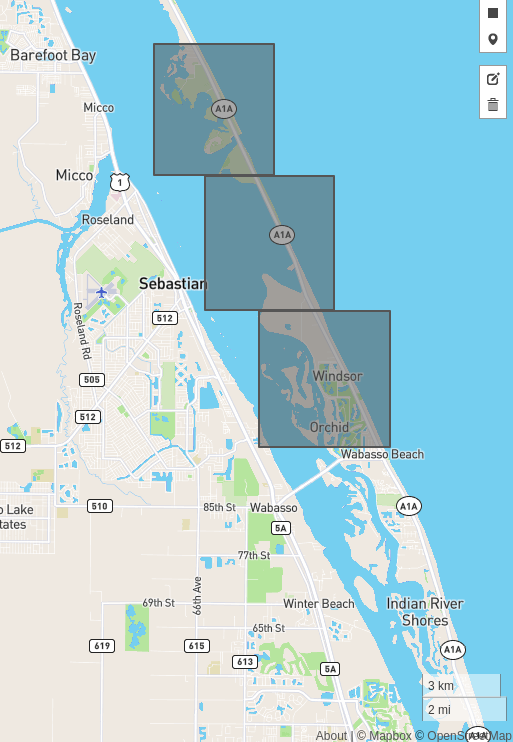 Barefoot Bay
Micco
A1A
Micco
1
Roseland
A1A
Sebastian
512
Roseland Rd
505
Windsor
512
Orchid
512
Wabasso Beach
510
85th St
Wabasso
A1A
o Lake
tates
5A
77th St
66th Ave
69th St
Winter Beach
Indian River
Shores
65th St
619
615
A1A
613
5A
3 km
2 mi
A1A
About | © Mapbox © OpenStreetMap